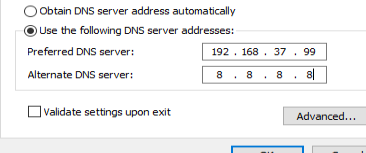 Obtain DNS server address automatically
Use the following DNS server addresses:
Preferred DNS server: 192 . 168 . 37 . 99
Alternate DNS server: 8 . 8 . 8 . 8
Validate settings upon exit
Advanced...